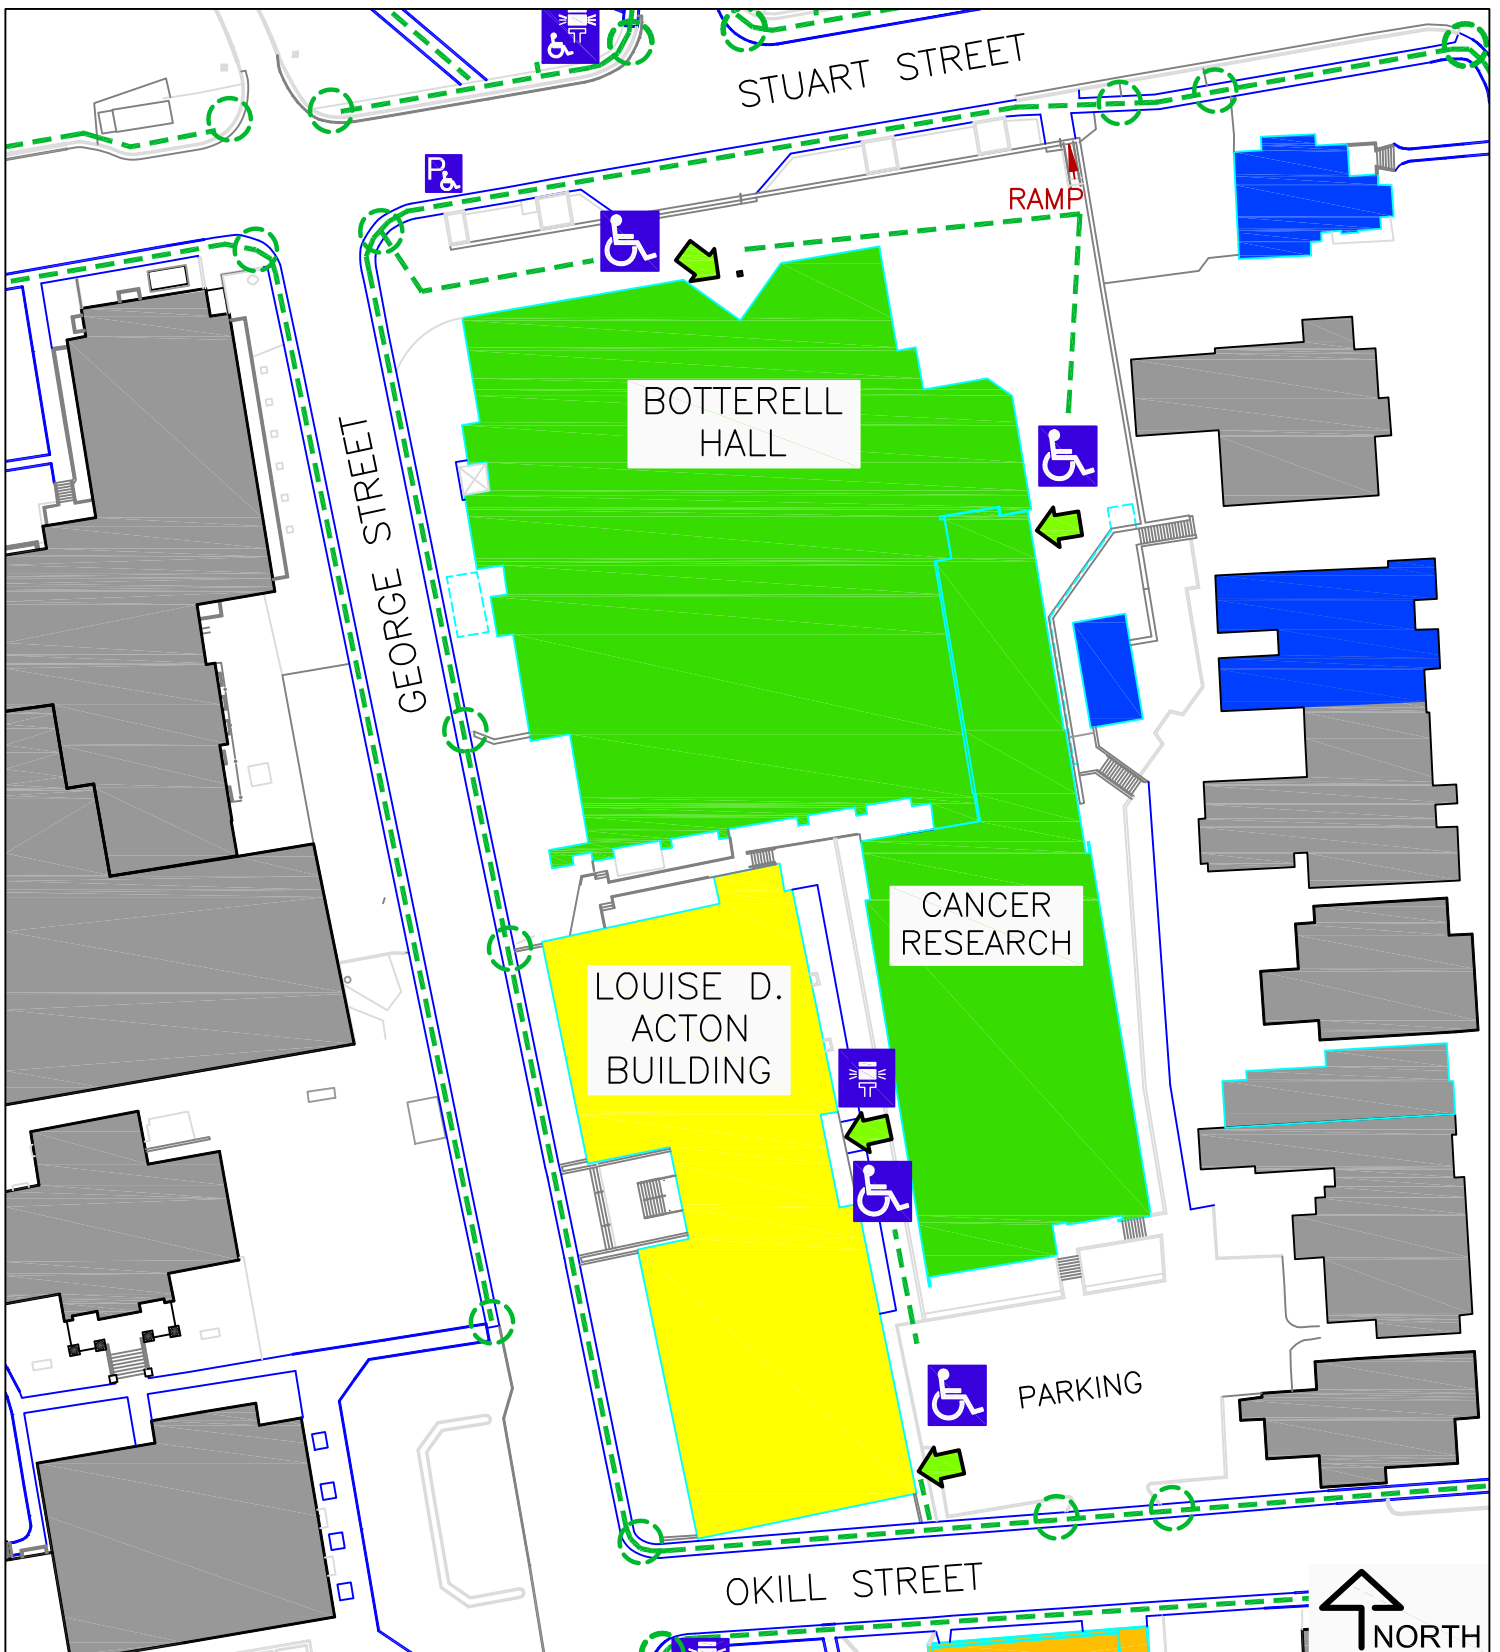 STUART STREET
P
RAMP
BOTTERELL
HALL
GEORGE STREET
CANCER
RESEARCH
LOUISE D.
ACTON
BUILDING
PARKING
OKILL STREET
NORTH